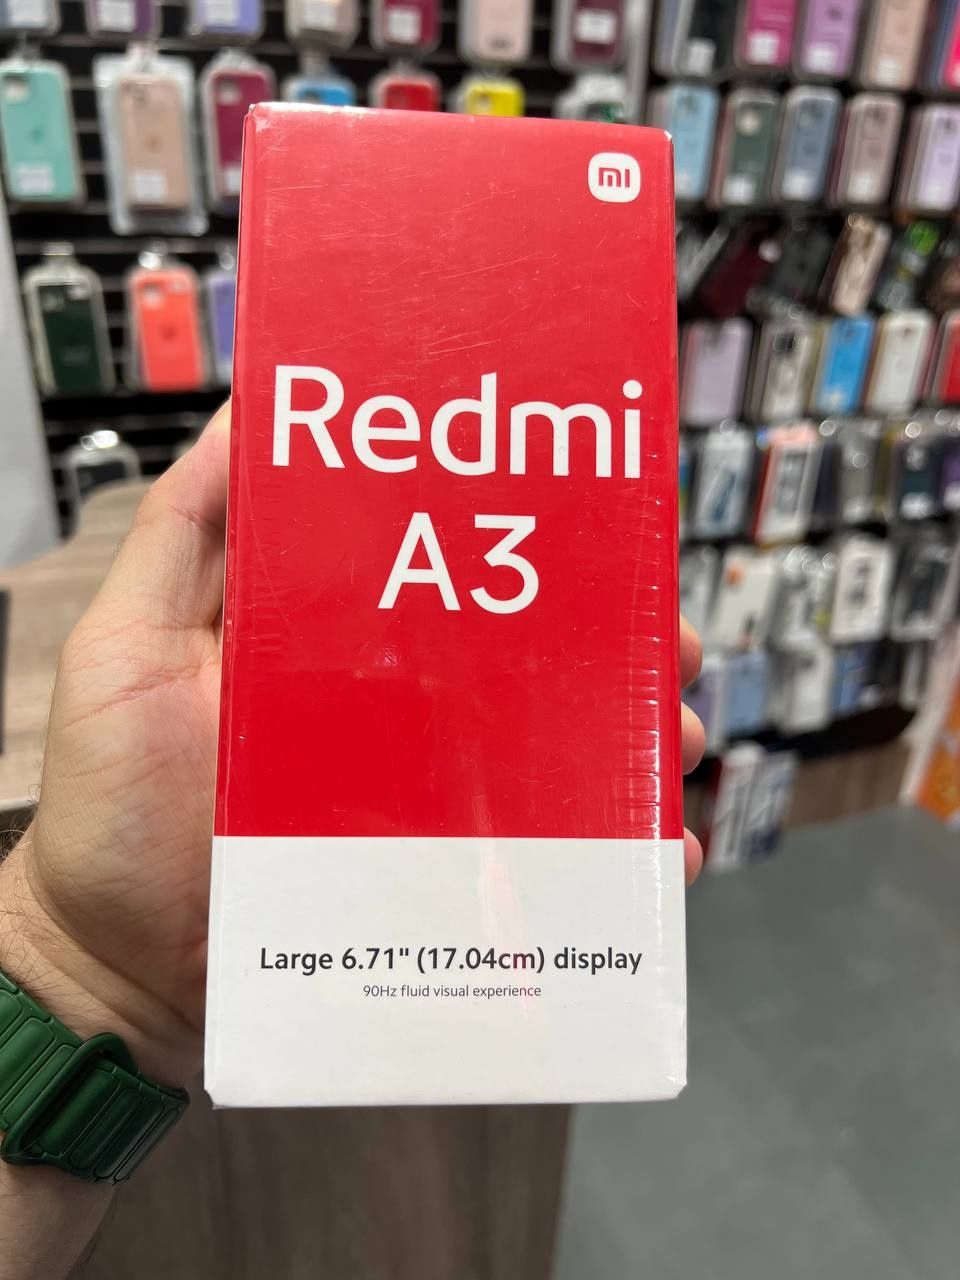 mi
Redmi
A3
Large 6.71" (17.04cm) display
90Hz fluid visual experience